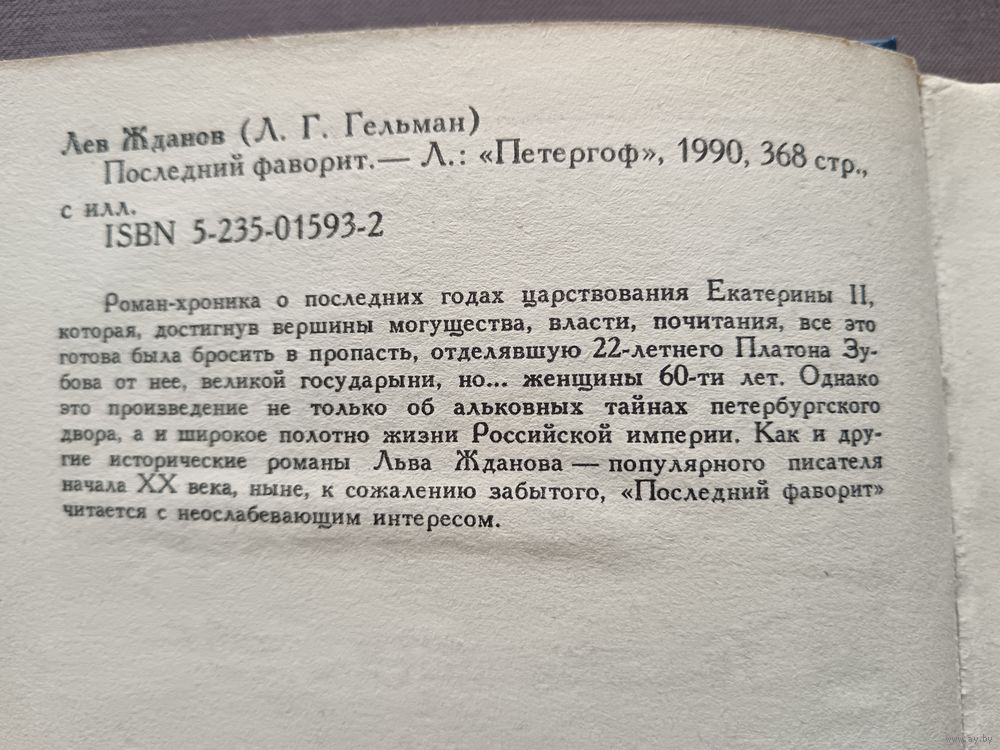 Лев Жданов (Л. Г. Гельман)
Последний фаворит.— Л.: «Петергоф», 1990, 368 стр.,
с илл.
ISBN 5-235-01593-2
Роман-хроника о последних годах царствования Екатерины II,
которая, достигнув вершины могущества, власти, почитания, все это
готова была бросить в пропасть, отделявшую 22-летнего Платона Зу-
бова от нее, великой государыни, но... женщины 60-ти лет. Однако
это произведение не только об альковных тайнах петербургского
двора, а и широкое полотно жизни Российской империи. Как и дру-
гие исторические романы Льва Жданова — популярного писателя
начала XX века, ныне, к сожалению забытого, «Последний фаворит»
читается с неослабевающим интересом.
www.ay.by